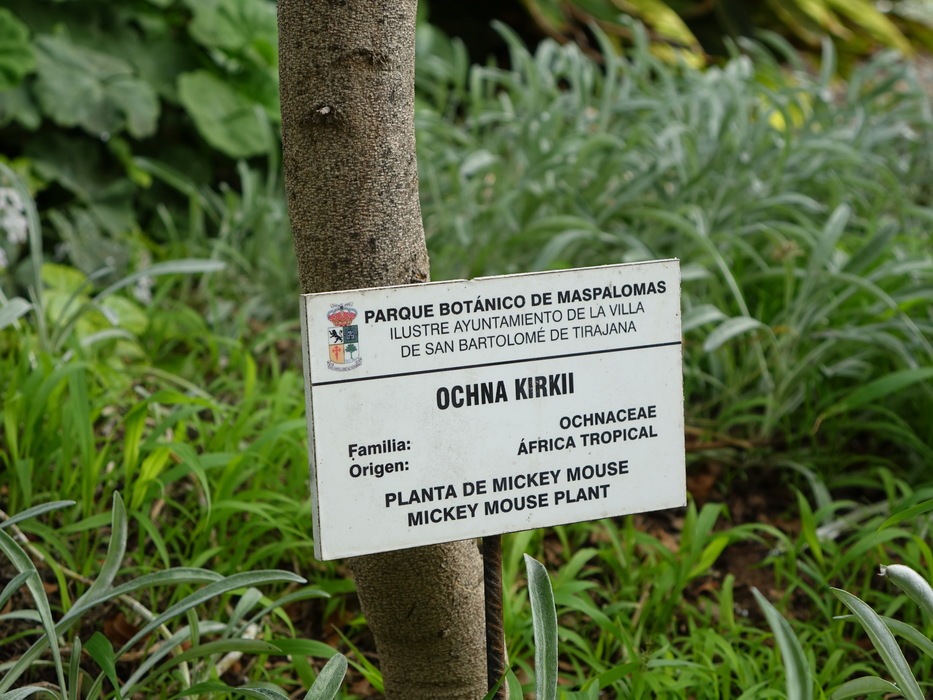 PARQUE BOTÁNICO DE MASPALOMAS
ILUSTRE AYUNTAMIENTO DE LA VILLA
DE SAN BARTOLOMÉ DE TIRAJANA
OCHNA KIRKII
Familia: OCHNACEAE
Origen: ÁFRICA TROPICAL
PLANTA DE MICKEY MOUSE
MICKEY MOUSE PLANT